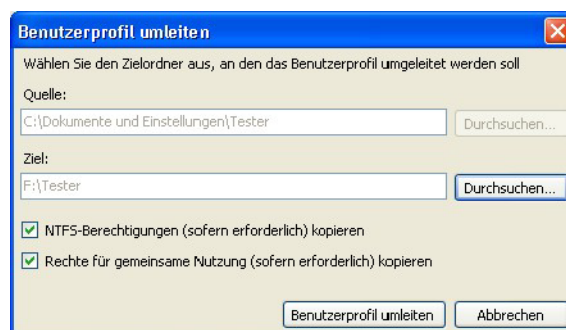 Benutzerprofil umleiten
Wählen Sie den Zielordner aus, an den das Benutzerprofil umgeleitet werden soll
Quelle:
C:\Dokumente und Einstellungen\Tester
Durchsuchen...
Ziel:
F:\Tester
Durchsuchen...
NTFS-Berechtigungen (sofern erforderlich) kopieren
Rechte für gemeinsame Nutzung (sofern erforderlich) kopieren
Benutzerprofil umleiten
Abbrechen